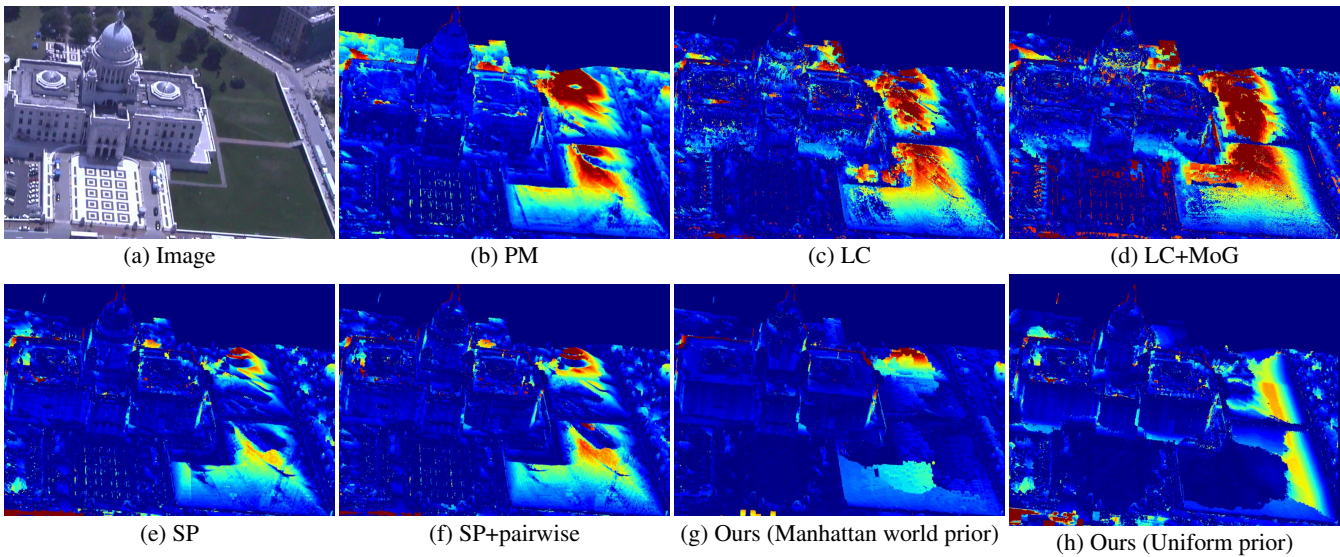 (a) Image
(b) PM
(c) LC
(d) LC+MoG
(e) SP
(f) SP+pairwise
(g) Ours (Manhattan world prior)
(h) Ours (Uniform prior)